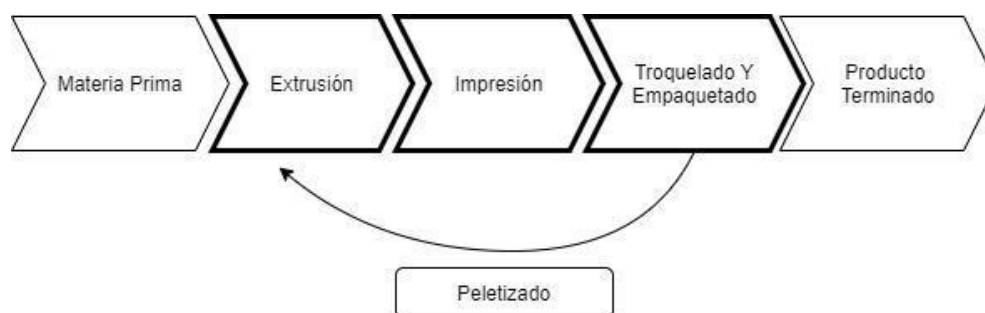 Materia Prima
Extrusión
Impresión
Troquelado Y
Empaquetado
Producto
Terminado
Peletizado